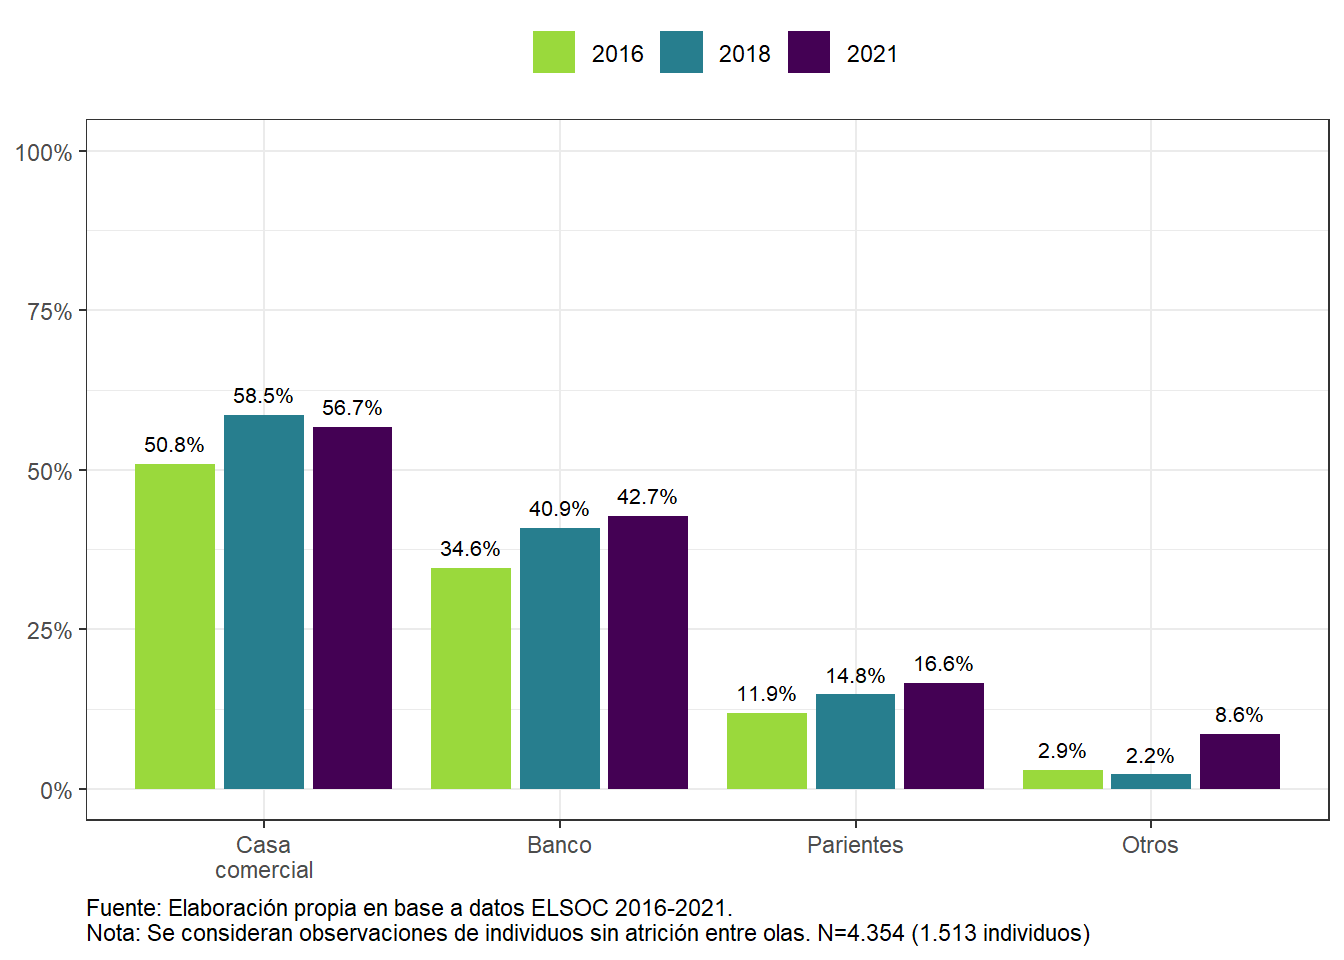 2016 2018 2021
100%
75%
50%
25%
0%
50.8% 58.5% 56.7%
34.6% 40.9% 42.7%
11.9% 14.8% 16.6%
2.9% 2.2% 8.6%
Casa
comercial
Banco
Parientes
Otros
Fuente: Elaboración propia en base a datos ELSOC 2016-2021.
Nota: Se consideran observaciones de individuos sin atrición entre olas. N=4.354 (1.513 individuos)